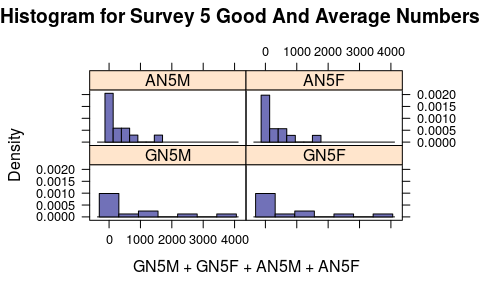 Histogram for Survey 5 Good And Average Numbers
0 1000 2000 3000 4000
AN5M AN5F
0.0020
0.0015
0.0010
0.0005
0.0000
Density
GN5M GN5F
0.0020
0.0015
0.0010
0.0005
0.0000
0 1000 2000 3000 4000
GN5M + GN5F + AN5M + AN5F